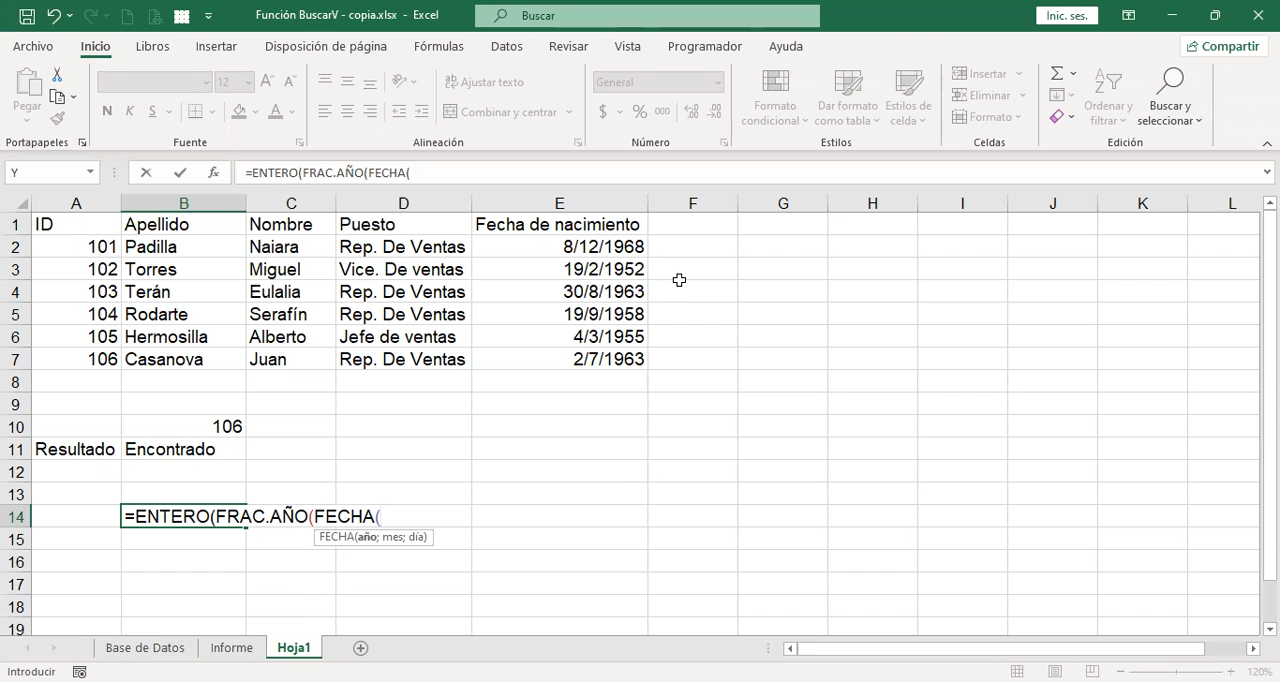 Función BuscarV - copia.xlsx - Excel
Buscar
Inic. ses.
Archivo Inicio Libros Insertar Disposición de página Fórmulas Datos Revisar Vista Programador Ayuda
Compartir
Pegar
12
N K S
Ajustar texto
Combinar y centrar
General
$ % 000
Formato condicional
Dar formato como tabla
Estilos de celda
Insertar
Eliminar
Formato
Ordenar y filtrar
Buscar y seleccionar
Portapapeles Fuente Alineación Número Estilos Celdas Edición
Y fx =ENTERO(FRAC.AÑO(FECHA(
A B C D E F G H I J K L
1 ID Apellido Nombre Puesto Fecha de nacimiento
2 101 Padilla Naiara Rep. De Ventas 8/12/1968
3 102 Torres Miguel Vice. De ventas 19/2/1952
4 103 Terán Eulalia Rep. De Ventas 30/8/1963
5 104 Rodarte Serafín Rep. De Ventas 19/9/1958
6 105 Hermosilla Alberto Jefe de ventas 4/3/1955
7 106 Casanova Juan Rep. De Ventas 2/7/1963
8
9
10 106
11 Resultado Encontrado
12
13
14 =ENTERO(FRAC.AÑO(FECHA(
15 FECHA(año; mes; día)
16
17
18
19
Base de Datos Informe Hoja1
Introducir 120%